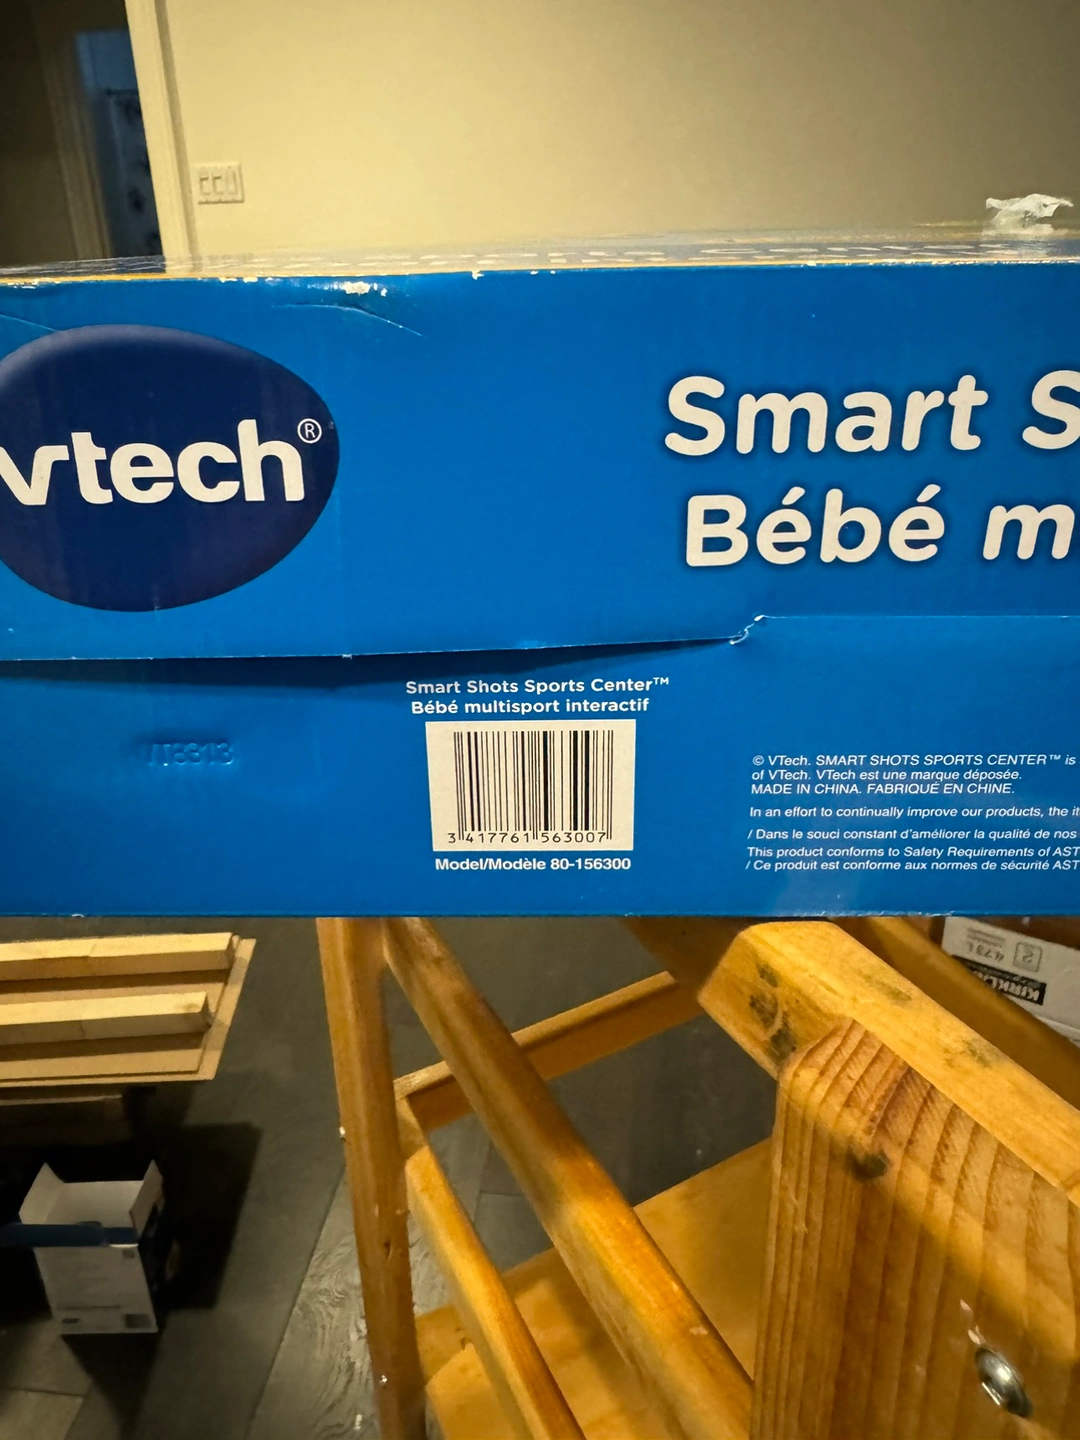 vtech®
Smart S
Bébé m
Smart Shots Sports Center™
Bébé multisport interactif
3 417761 563007
Model/Modèle 80-156300
© VTech. SMART SHOTS SPORTS CENTER™ is
of VTech. VTech est une marque déposée.
MADE IN CHINA. FABRIQUÉ EN CHINE.
In an effort to continually improve our products, the it
/ Dans le souci constant d'améliorer la qualité de nos
This product conforms to Safety Requirements of AST
/ Ce produit est conforme aux normes de sécurité AST